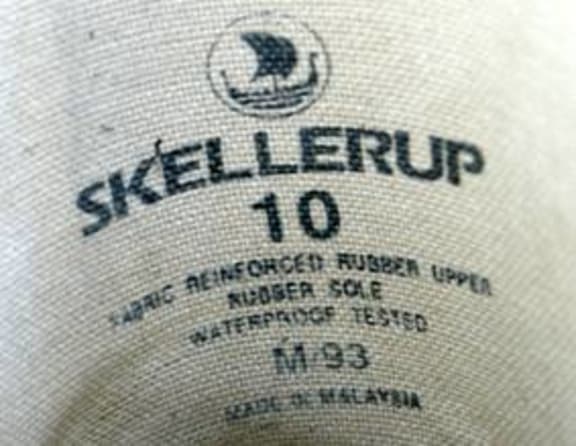 SKELLERUP
10
FABRIC REINFORCED RUBBER UPPER
RUBBER SOLE
WATERPROOF TESTED
M 93
MADE IN MALAYSIA